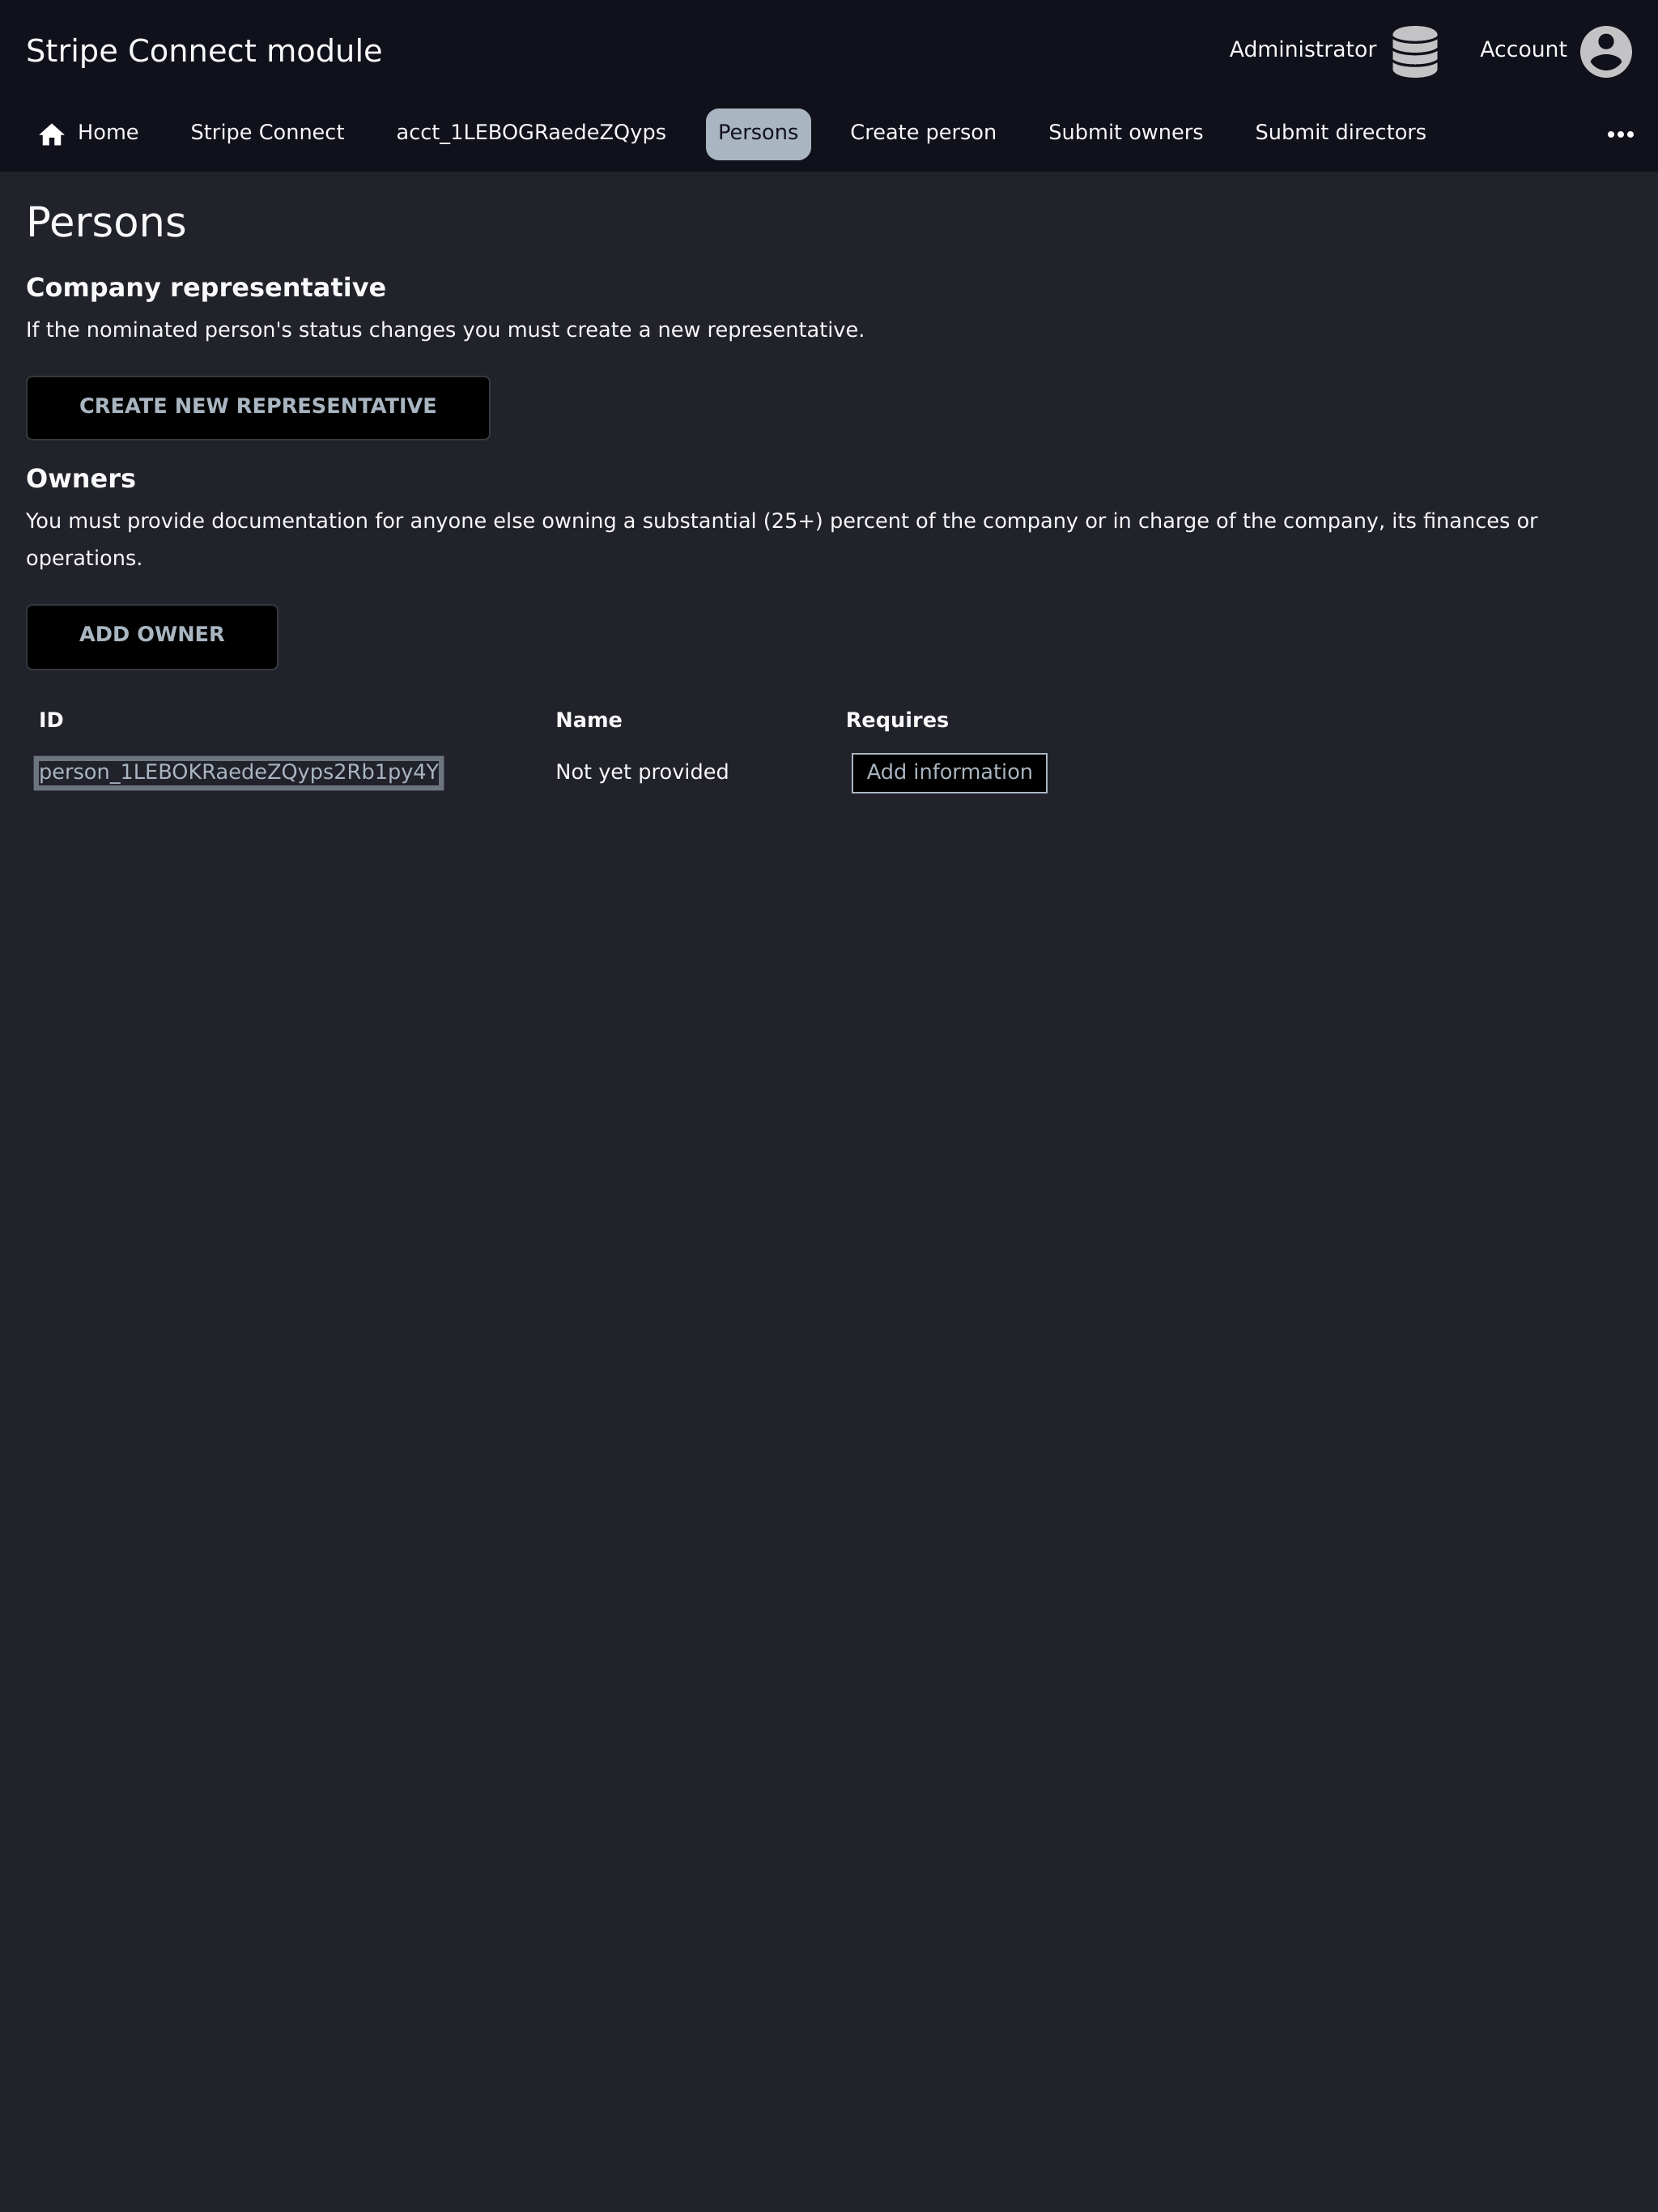 Stripe Connect module
Administrator
Account
Home
Stripe Connect
acct_1LEBOGRaedeZQyps
Persons
Create person
Submit owners
Submit directors
Persons
Company representative
If the nominated person's status changes you must create a new representative.
CREATE NEW REPRESENTATIVE
Owners
You must provide documentation for anyone else owning a substantial (25+) percent of the company or in charge of the company, its finances or
operations.
ADD OWNER
ID Name Requires
person_1LEBOKRaedeZQyps2Rb1py4Y Not yet provided Add information